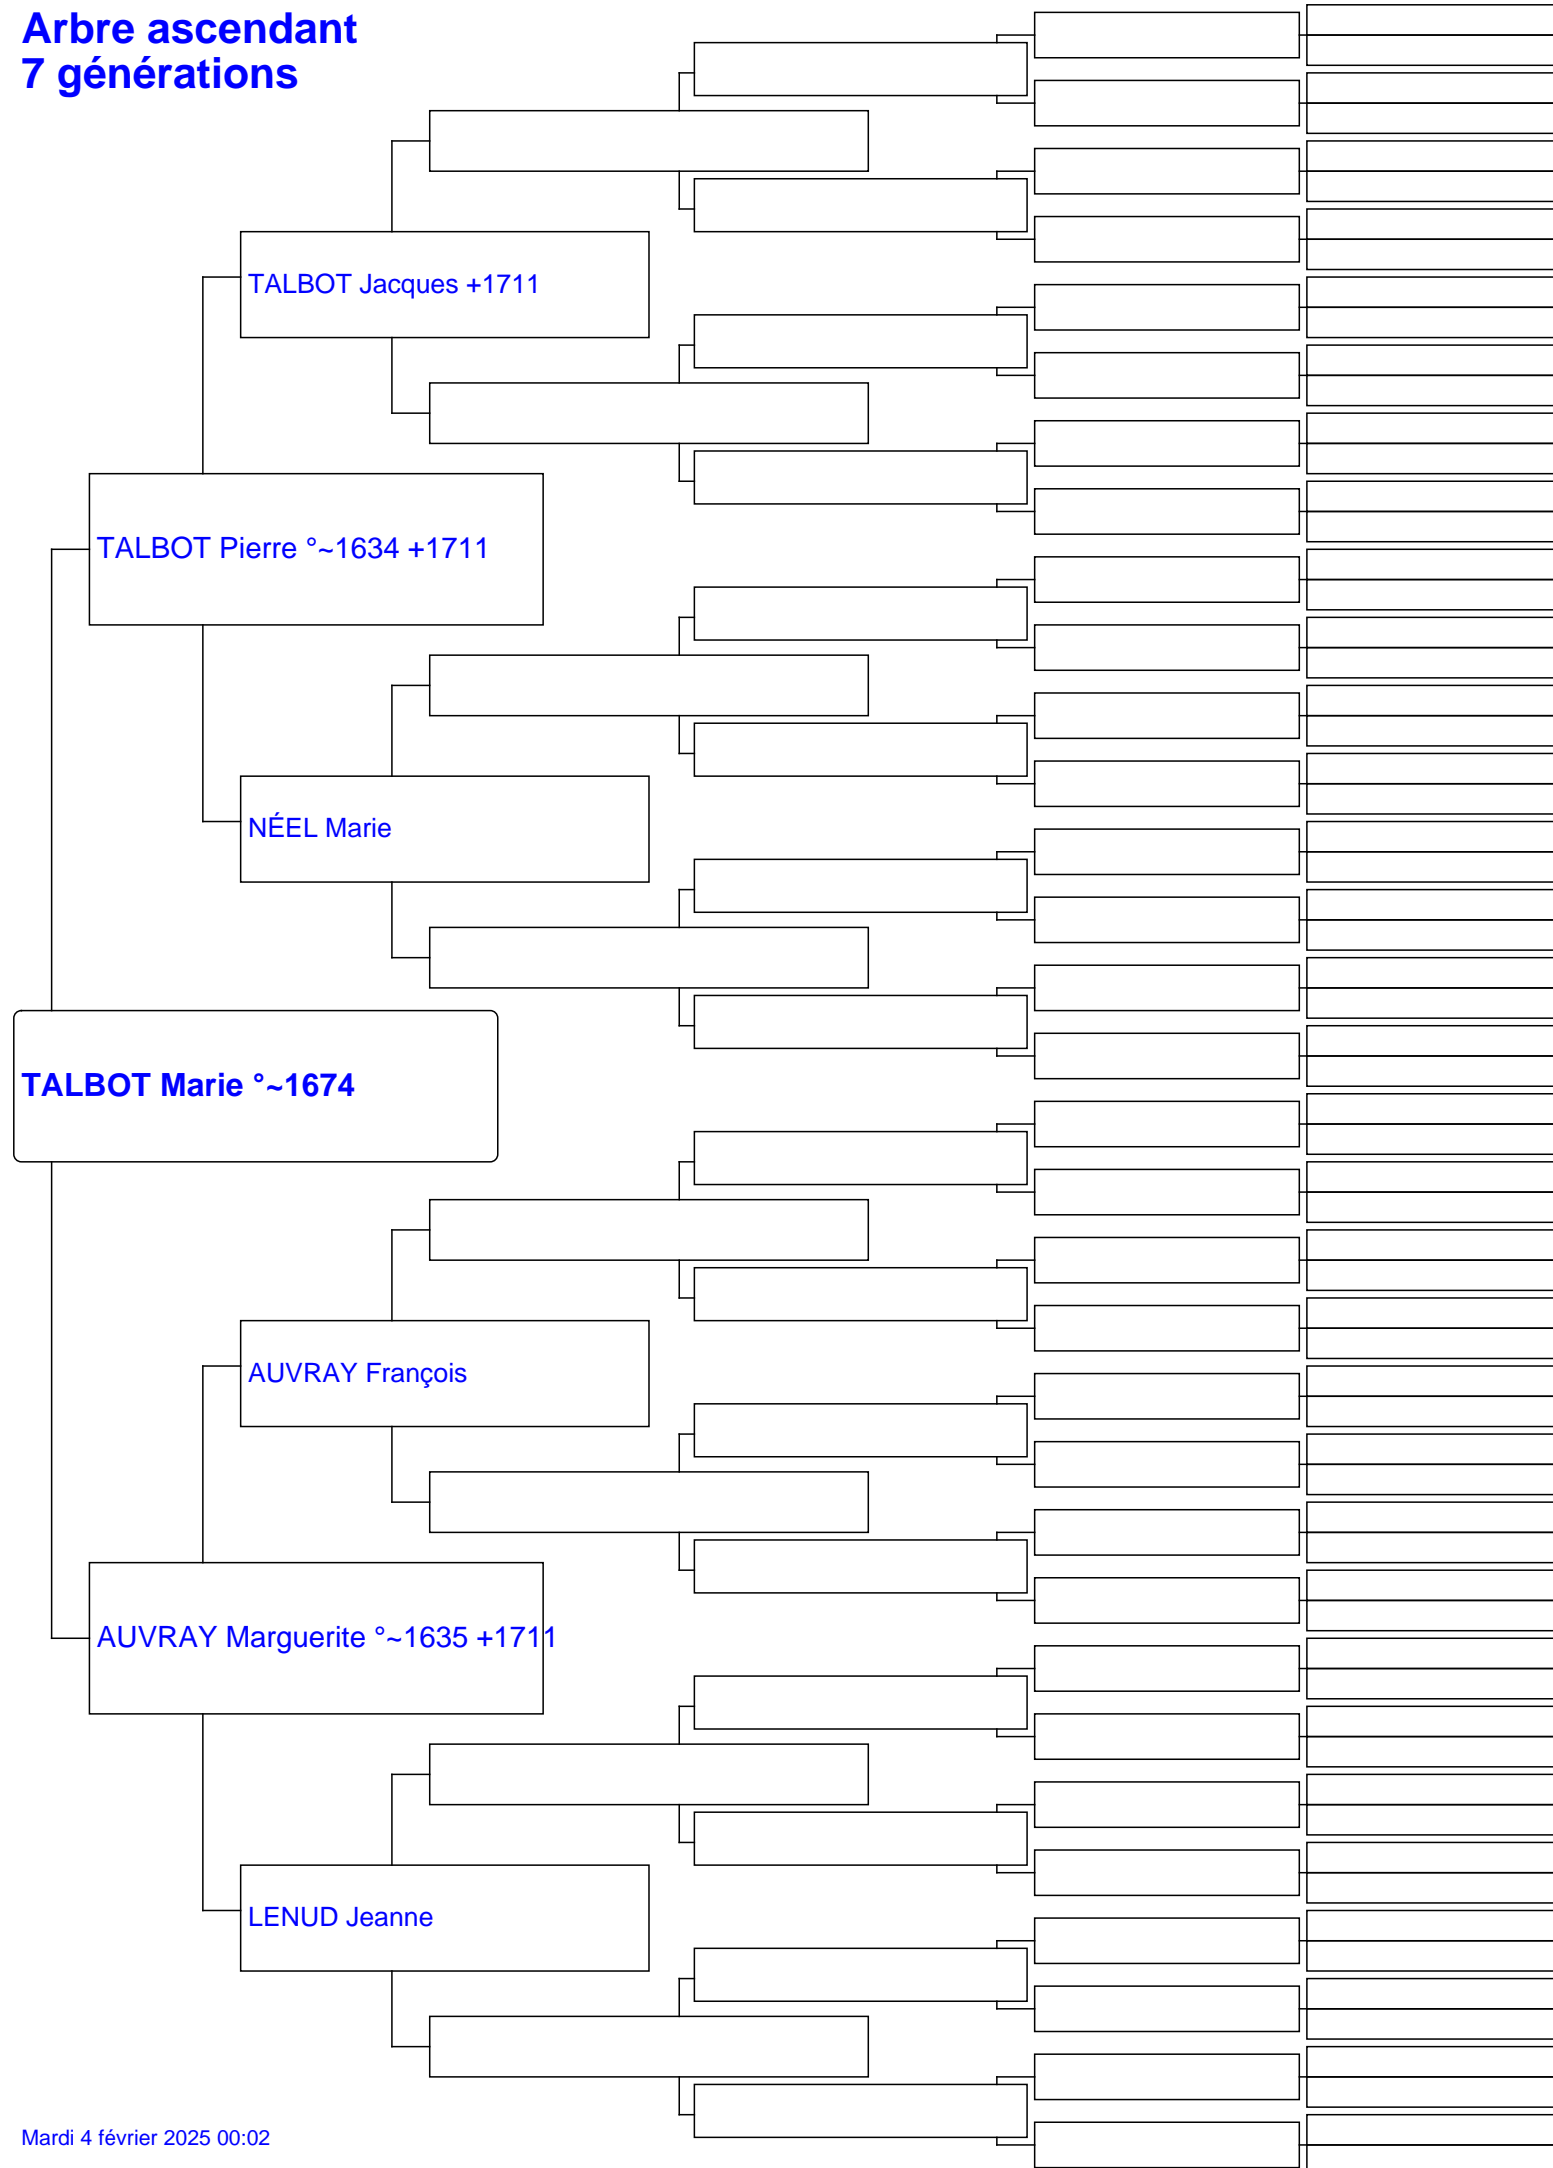 Arbre ascendant
7 générations
TALBOT Jacques +1711
TALBOT Pierre °~1634 +1711
NÉEL Marie
TALBOT Marie °~1674
AUVRAY François
AUVRAY Marguerite °~1635 +1711
LENUD Jeanne
Mardi 4 février 2025 00:02